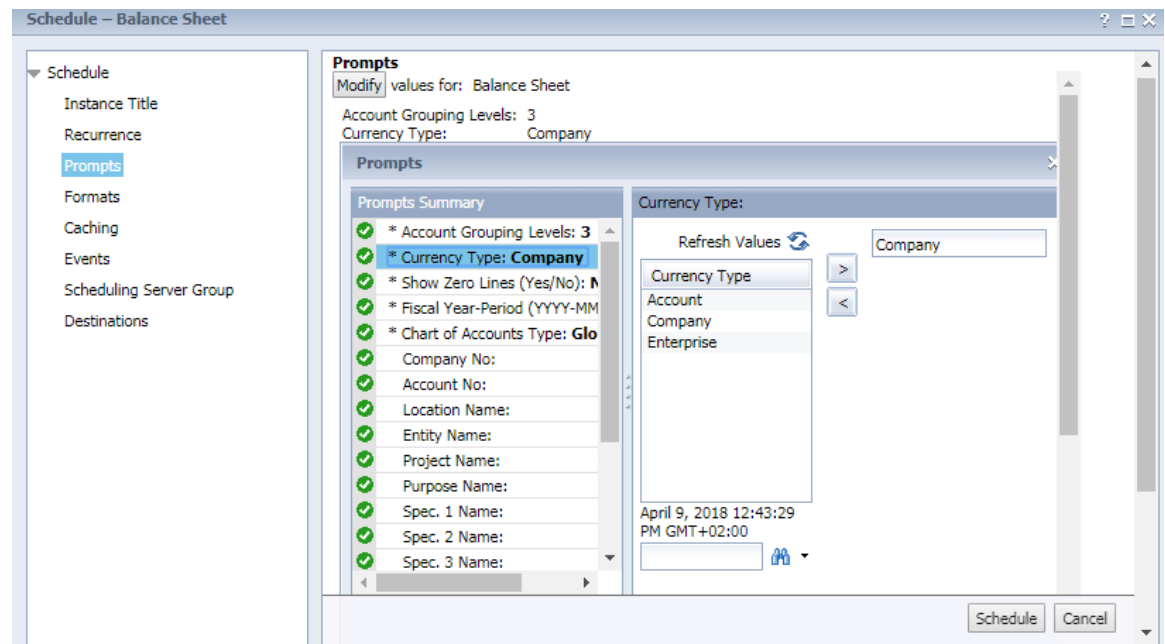 Schedule – Balance Sheet
?
Schedule
Instance Title
Recurrence
Prompts
Formats
Caching
Events
Scheduling Server Group
Destinations
Prompts
Modify values for: Balance Sheet
Account Grouping Levels: 3
Currency Type: Company
Prompts
Prompts Summary
* Account Grouping Levels: 3
* Currency Type: Company
* Show Zero Lines (Yes/No): N
* Fiscal Year-Period (YYYY-MM
* Chart of Accounts Type: Glo
Company No:
Account No:
Location Name:
Entity Name:
Project Name:
Purpose Name:
Spec. 1 Name:
Spec. 2 Name:
Spec. 3 Name:
Currency Type:
Refresh Values
Currency Type
Account
Company
Enterprise
>
<
Company
April 9, 2018 12:43:29
PM GMT+02:00
Schedule Cancel